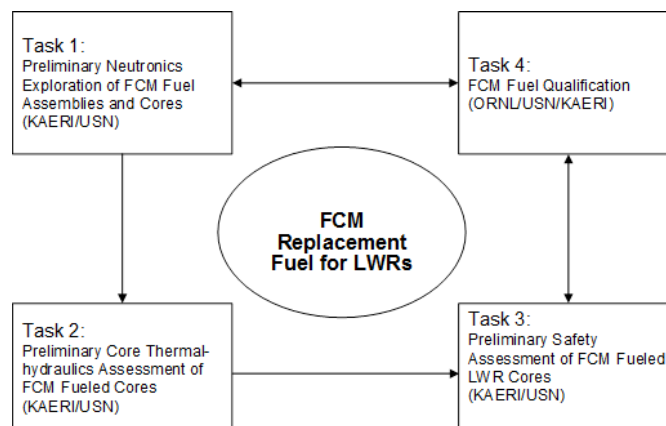 Task 1:
Preliminary Neutronics
Exploration of FCM Fuel
Assemblies and Cores
(KAERI/USN)
Task 4:
FCM Fuel Qualification
(ORNL/USN/KAERI)
FCM
Replacement
Fuel for LWRs
Task 2:
Preliminary Core Thermal-
hydraulics Assessment of
FCM Fueled Cores
(KAERI/USN)
Task 3:
Preliminary Safety
Assessment of FCM Fueled
LWR Cores
(KAERI/USN)